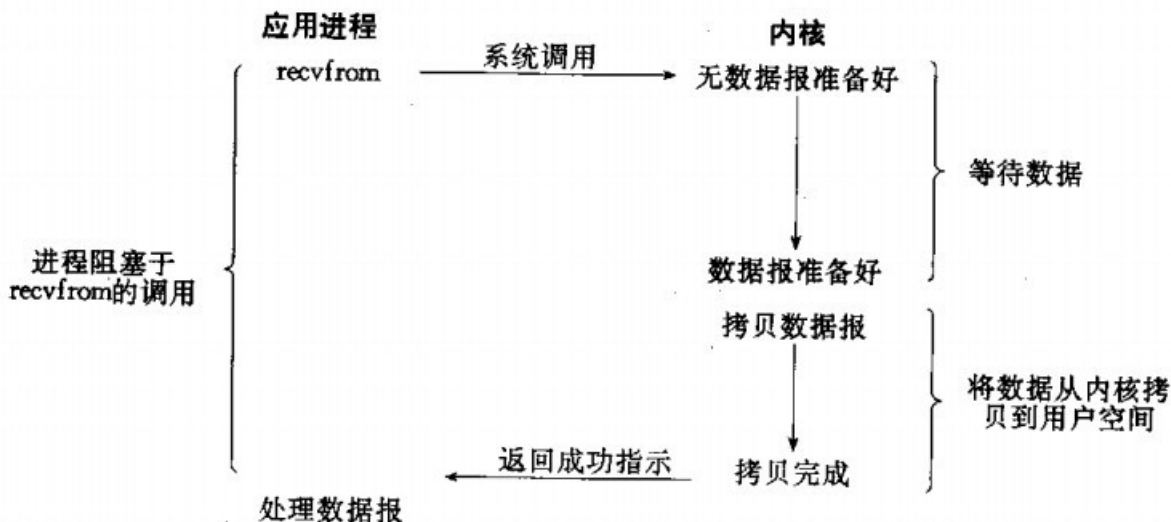 应用进程
内核
系统调用
recvfrom
无数据报准备好
等待数据
进程阻塞于
recvfrom的调用
数据报准备好
拷贝数据报
将数据从内核拷
贝到用户空间
返回成功指示
拷贝完成
处理数据报